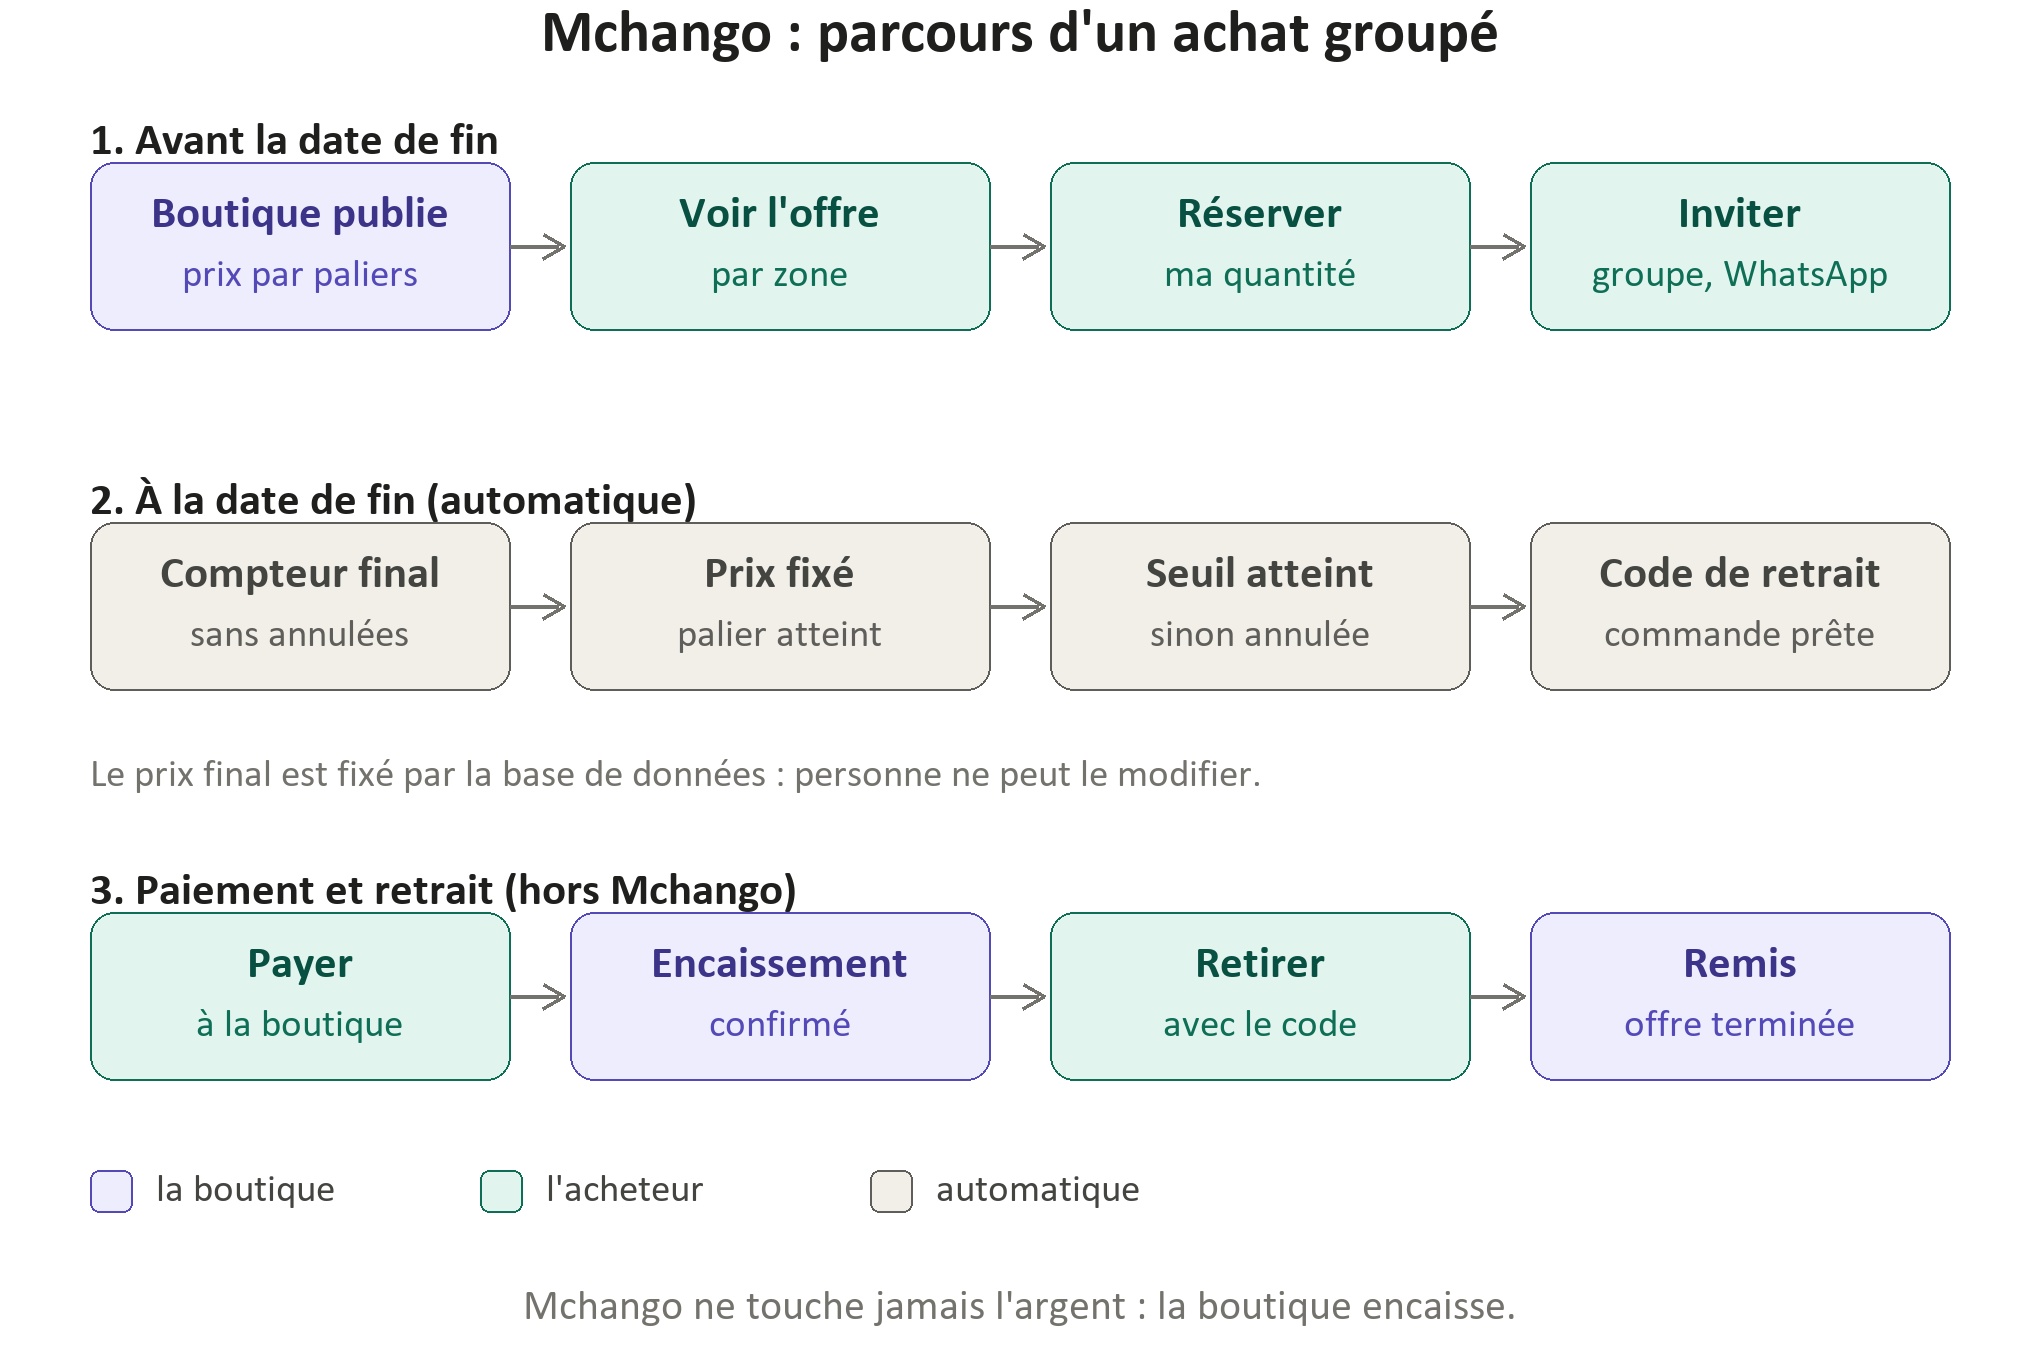 Mchango : parcours d'un achat groupé
1. Avant la date de fin
Boutique publie
prix par paliers
Voir l'offre
par zone
Réserver
ma quantité
Inviter
groupe, WhatsApp
2. À la date de fin (automatique)
Compteur final
sans annulées
Prix fixé
palier atteint
Seuil atteint
sinon annulée
Code de retrait
commande prête
Le prix final est fixé par la base de données : personne ne peut le modifier.
3. Paiement et retrait (hors Mchango)
Payer
à la boutique
Encaissement
confirmé
Retirer
avec le code
Remis
offre terminée
la boutique
l'acheteur
automatique
Mchango ne touche jamais l'argent : la boutique encaisse.